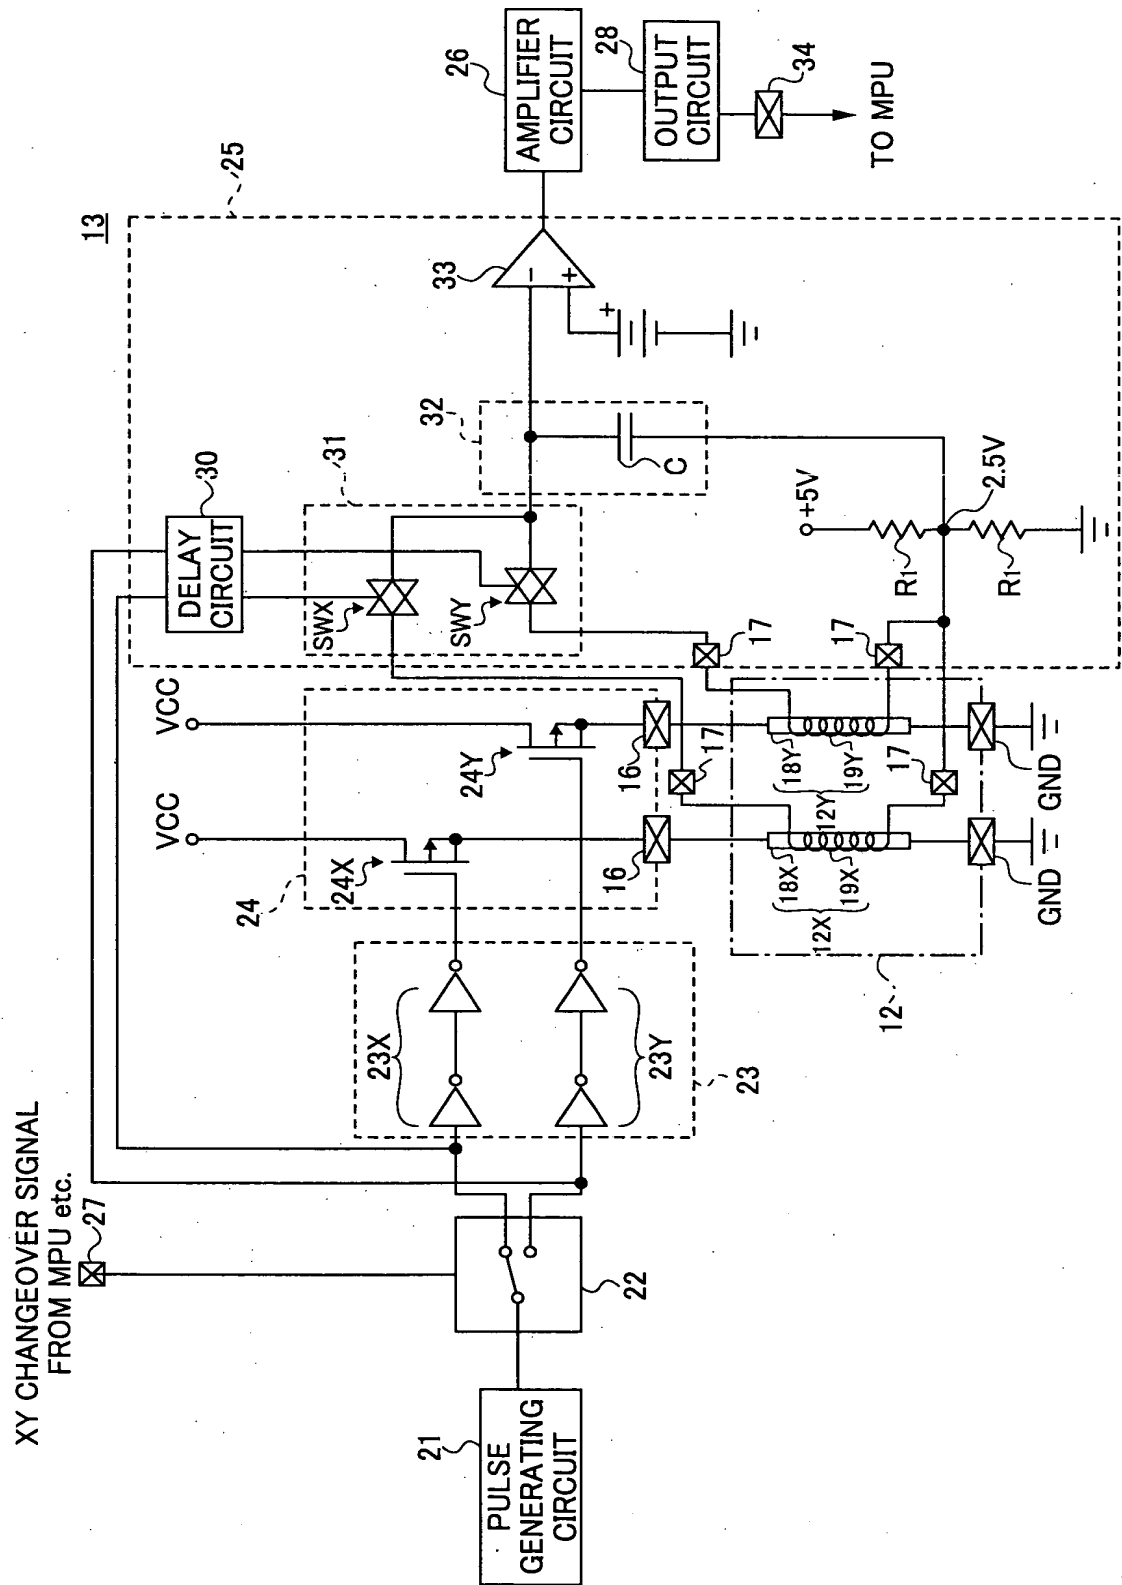 XY CHANGEOVER SIGNAL
FROM MPU etc.
27
21
PULSE
GENERATING
CIRCUIT
22
23X
23Y
23
24
VCC
VCC
24X
24Y
16
16
13
25
30
DELAY
CIRCUIT
31
SWX
SWY
32
C
33
-
+
+
26
AMPLIFIER
CIRCUIT
28
OUTPUT
CIRCUIT
34
TO MPU
+5V
R1
2.5V
R1
17
17
17
17
18Y
19Y
12Y
18X
19X
12X
12
GND
GND